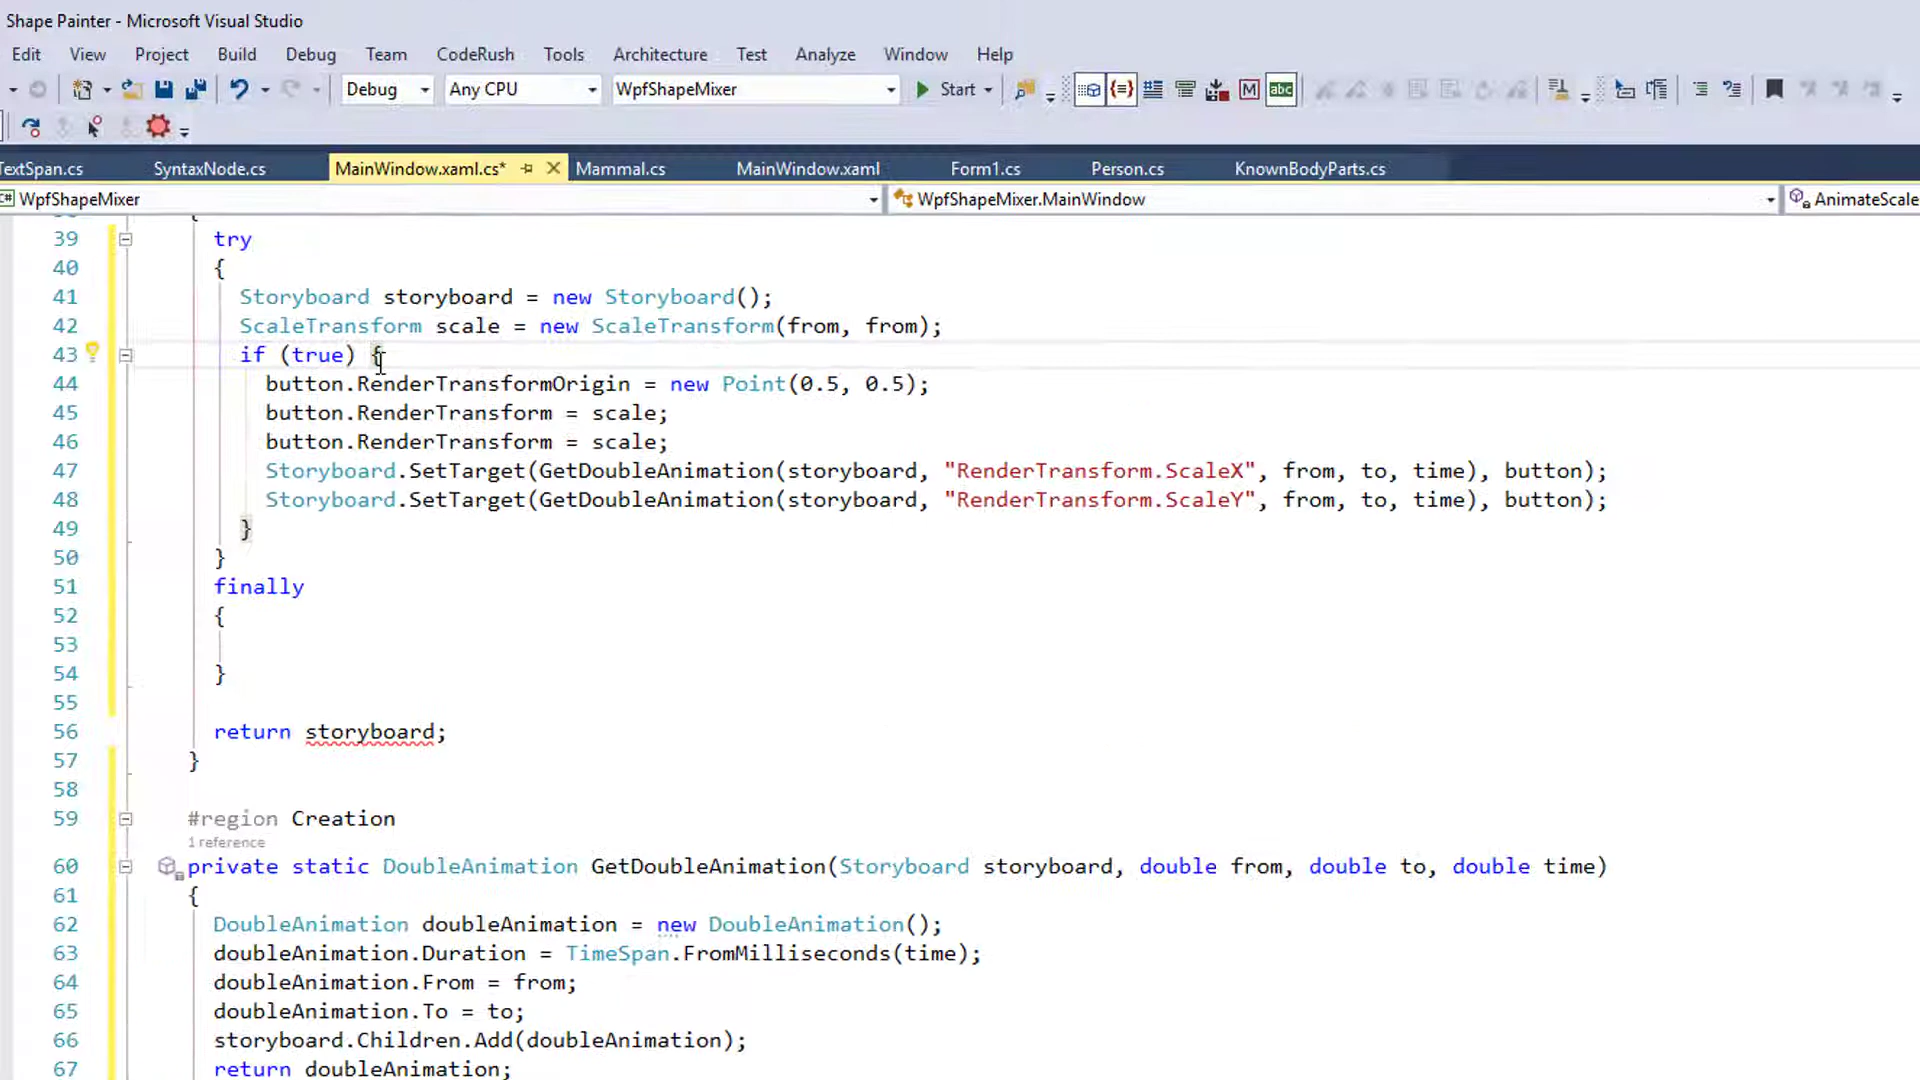 Shape Painter - Microsoft Visual Studio
Edit View Project Build Debug Team CodeRush Tools Architecture Test Analyze Window Help
Debug Any CPU WpfShapeMixer Start M abc
TextSpan.cs SyntaxNode.cs MainWindow.xaml.cs* Mammal.cs MainWindow.xaml Form1.cs Person.cs KnownBodyParts.cs
C# WpfShapeMixer WpfShapeMixer.MainWindow AnimateScale
39 try
40 {
41 Storyboard storyboard = new Storyboard();
42 ScaleTransform scale = new ScaleTransform(from, from);
43 if (true) {
44 button.RenderTransformOrigin = new Point(0.5, 0.5);
45 button.RenderTransform = scale;
46 button.RenderTransform = scale;
47 Storyboard.SetTarget(GetDoubleAnimation(storyboard, "RenderTransform.ScaleX", from, to, time), button);
48 Storyboard.SetTarget(GetDoubleAnimation(storyboard, "RenderTransform.ScaleY", from, to, time), button);
49 }
50 }
51 finally
52 {
53
54 }
55
56 return storyboard;
57 }
58
59 #region Creation
1 reference
60 private static DoubleAnimation GetDoubleAnimation(Storyboard storyboard, double from, double to, double time)
61 {
62 DoubleAnimation doubleAnimation = new DoubleAnimation();
63 doubleAnimation.Duration = TimeSpan.FromMilliseconds(time);
64 doubleAnimation.From = from;
65 doubleAnimation.To = to;
66 storyboard.Children.Add(doubleAnimation);
67 return doubleAnimation;